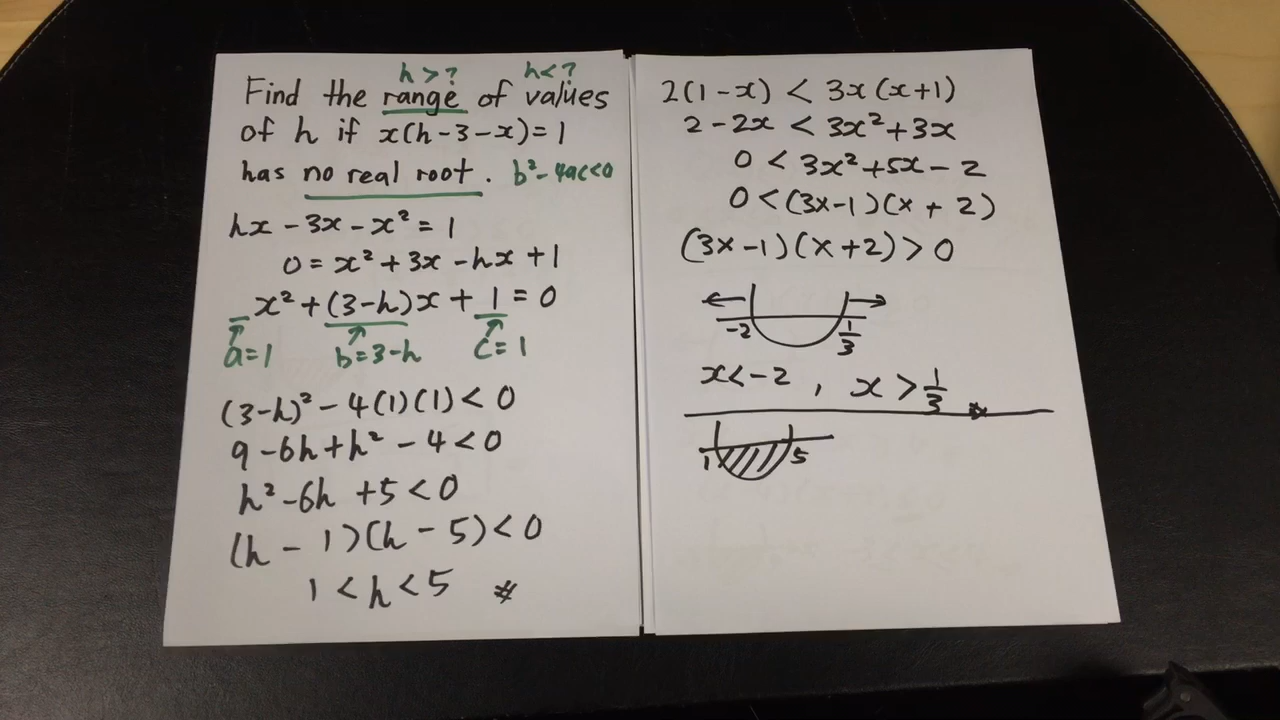 h>? h<?
Find the range of values
of h if x(h-3-x)=1
has no real root. b²-4ac<0
hx-3x-x²=1
0=x²+3x-hx+1
x²+(3-h)x+1=0
a=1 b=3-h c=1
(3-h)²-4(1)(1)<0
9-6h+h²-4<0
h²-6h+5<0
(h-1)(h-5)<0
1<h<5 #
2(1-x)<3x(x+1)
2-2x<3x²+3x
0<3x²+5x-2
0<(3x-1)(x+2)
(3x-1)(x+2)>0
-2 1/3
x<-2, x>1/3 #
1 5